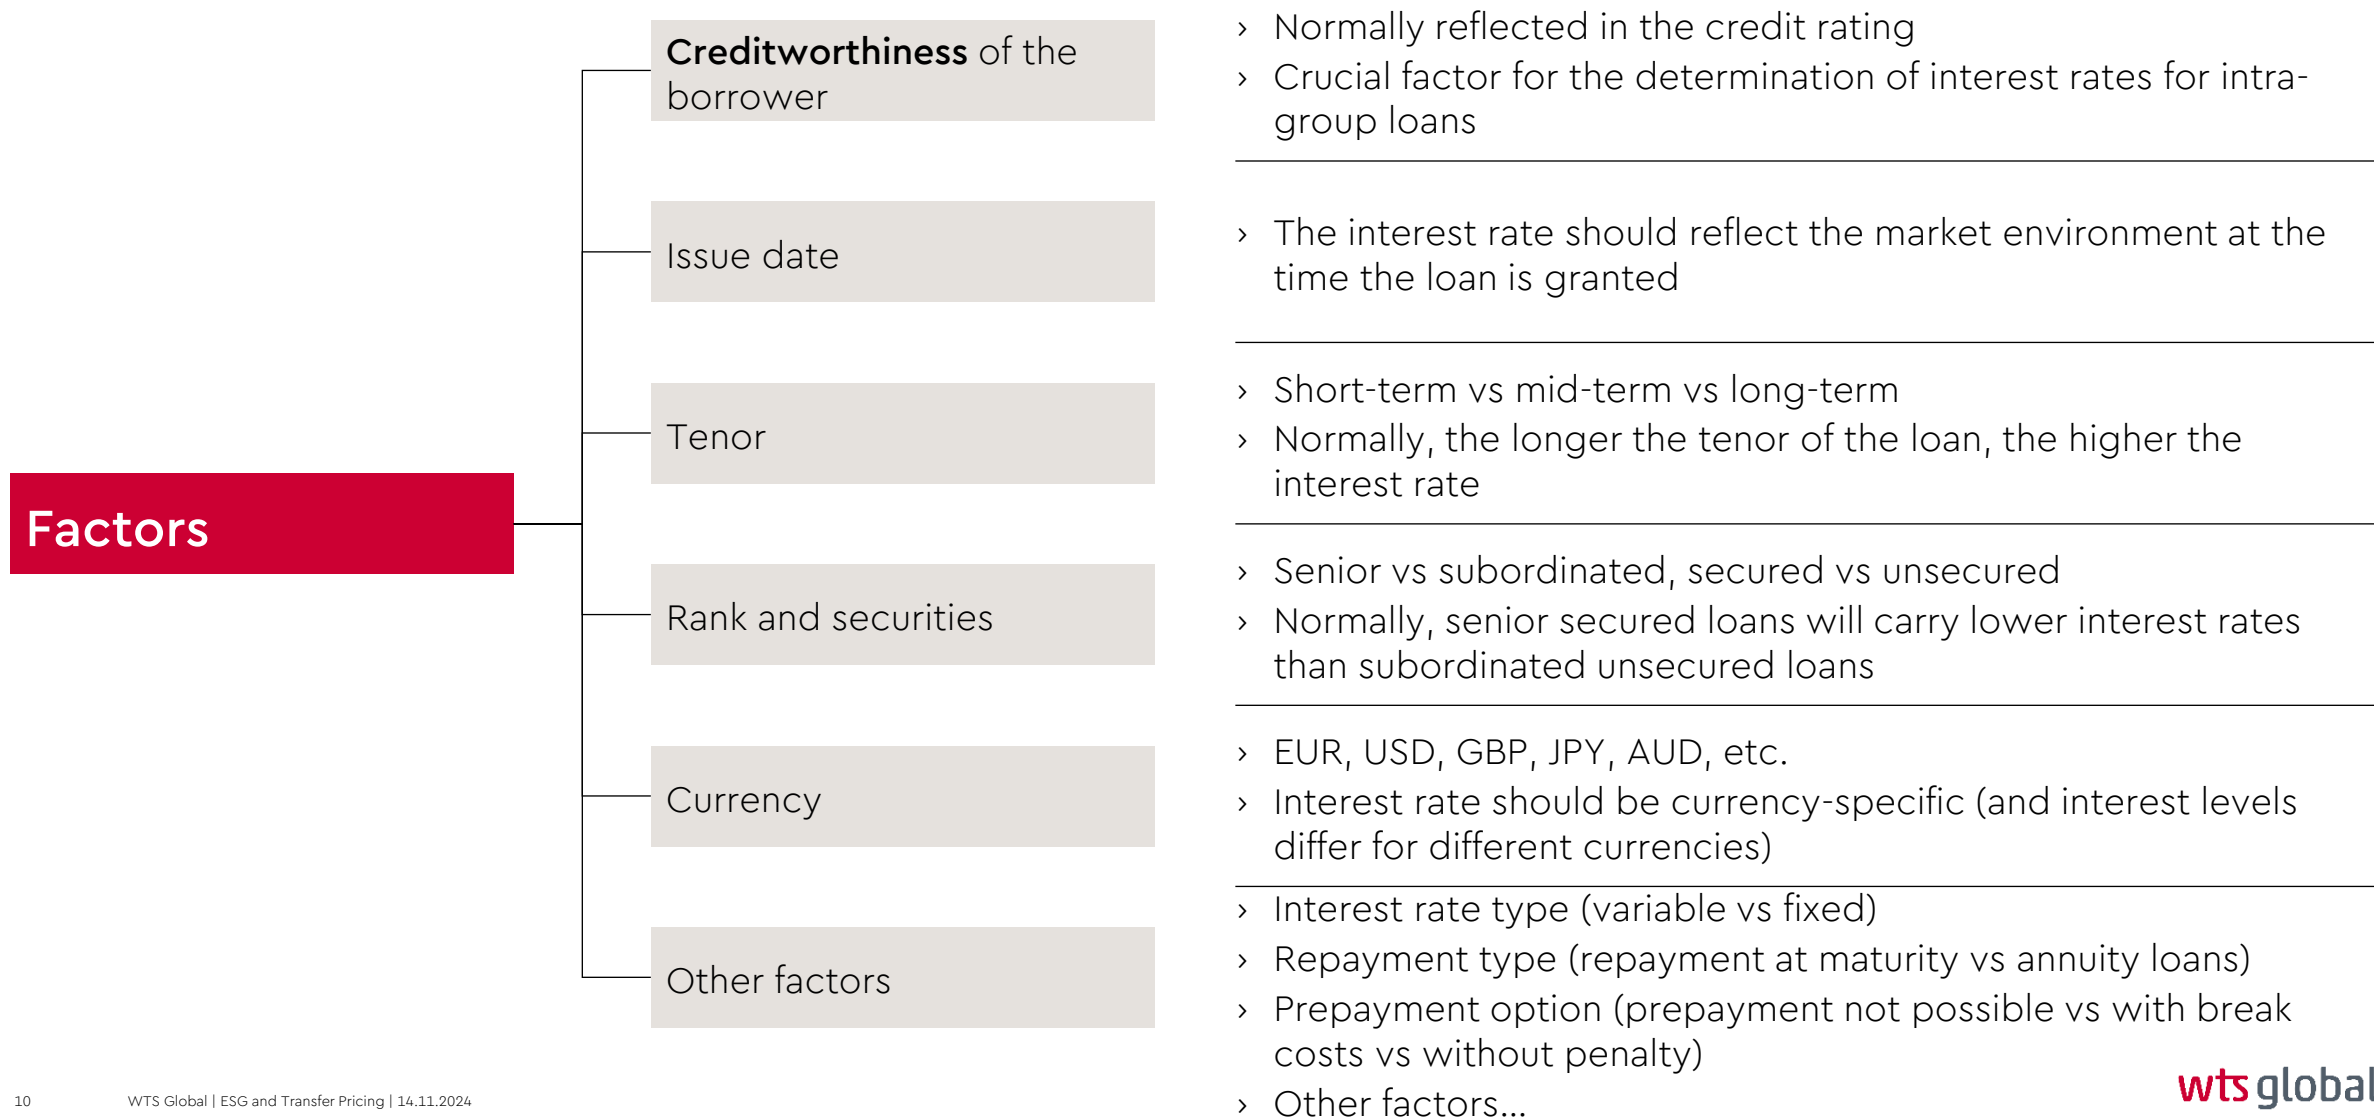 Factors
Creditworthiness of the
borrower
› Normally reflected in the credit rating
› Crucial factor for the determination of interest rates for intra-
group loans
Issue date
› The interest rate should reflect the market environment at the
time the loan is granted
Tenor
› Short-term vs mid-term vs long-term
› Normally, the longer the tenor of the loan, the higher the
interest rate
Rank and securities
› Senior vs subordinated, secured vs unsecured
› Normally, senior secured loans will carry lower interest rates
than subordinated unsecured loans
Currency
› EUR, USD, GBP, JPY, AUD, etc.
› Interest rate should be currency-specific (and interest levels
differ for different currencies)
Other factors
› Interest rate type (variable vs fixed)
› Repayment type (repayment at maturity vs annuity loans)
› Prepayment option (prepayment not possible vs with break
costs vs without penalty)
› Other factors...
10 WTS Global | ESG and Transfer Pricing | 14.11.2024
wts global